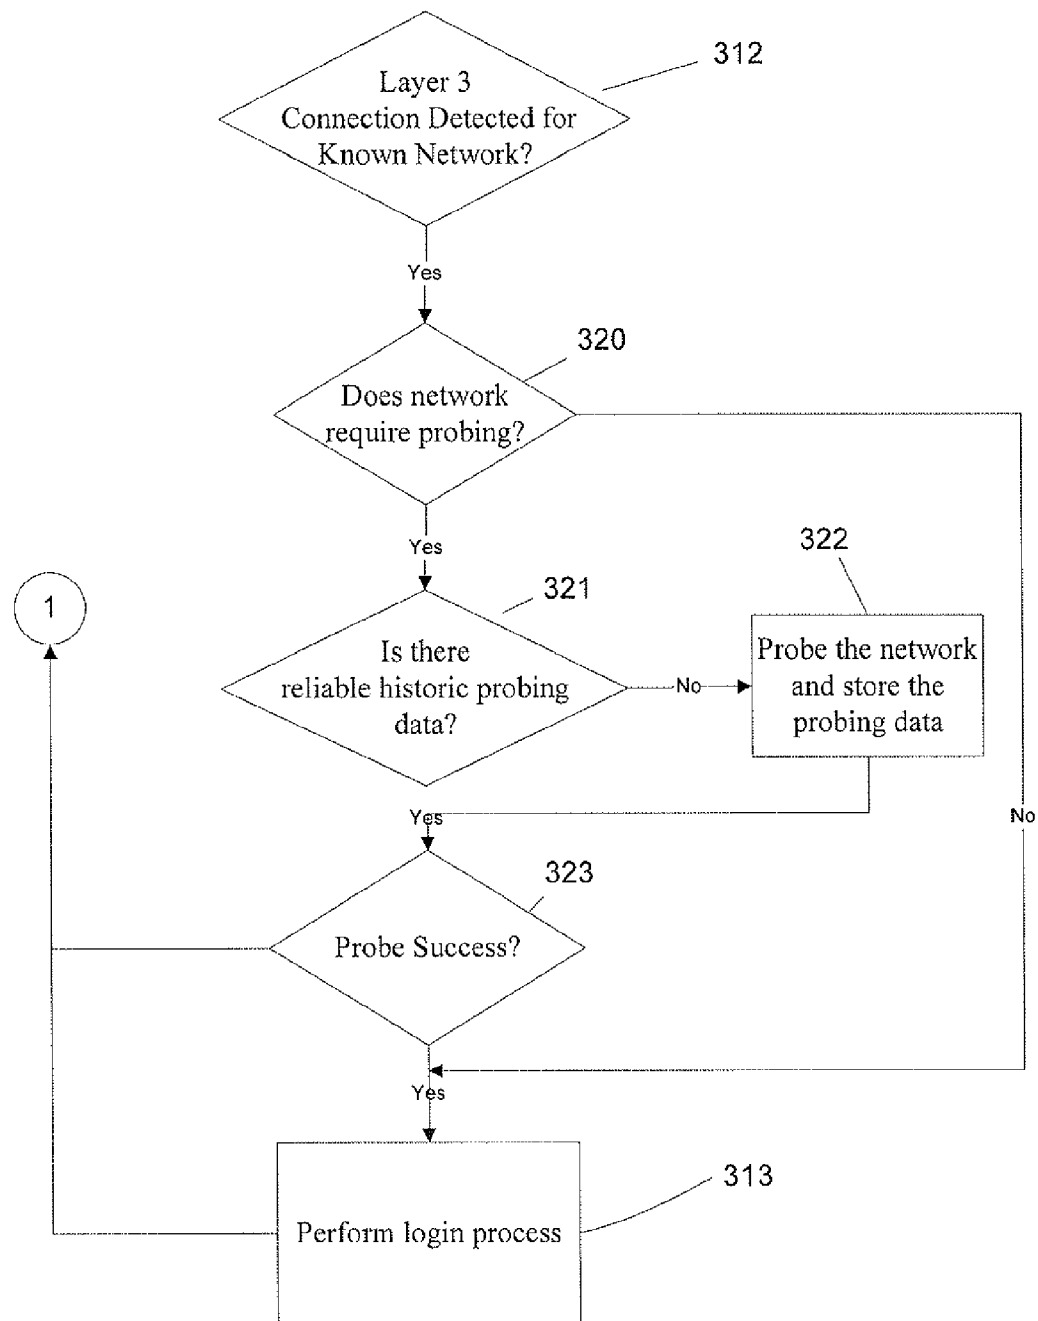 312
Layer 3
Connection Detected for
Known Network?
Yes
320
Does network
require probing?
Yes
322
321
1
Is there
reliable historic probing
data?
No
Probe the network
and store the
probing data
Yes
No
323
Probe Success?
Yes
313
Perform login process